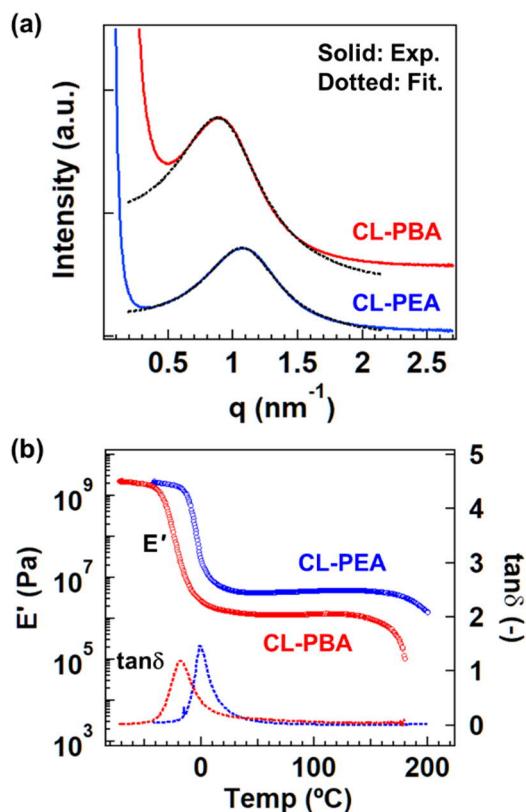 (a)
Solid: Exp.
Dotted: Fit.
Intensity (a.u.)
CL-PBA
CL-PEA
0.5 1.0 1.5 2.0 2.5
q (nm⁻¹)
(b)
10⁹
10⁷
10⁵
10³
E' (Pa)
E′
CL-PEA
CL-PBA
tanδ
5
4
3
2
1
0
tanδ (-)
0 100 200
Temp (ºC)